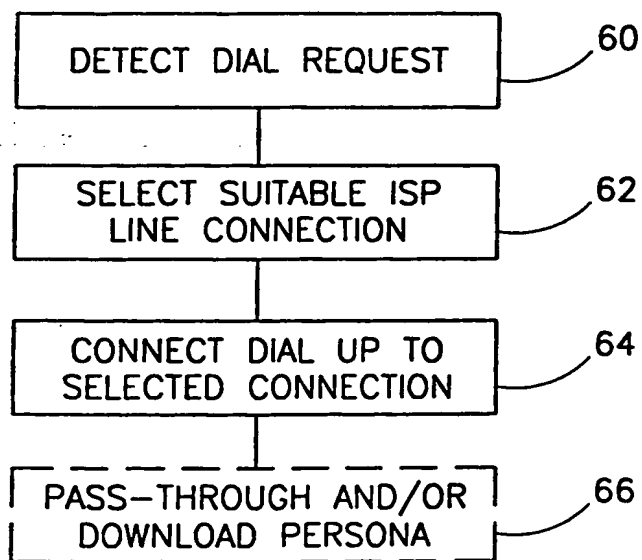 DETECT DIAL REQUEST
60
SELECT SUITABLE ISP
LINE CONNECTION
62
CONNECT DIAL UP TO
SELECTED CONNECTION
64
PASS-THROUGH AND/OR
DOWNLOAD PERSONA
66